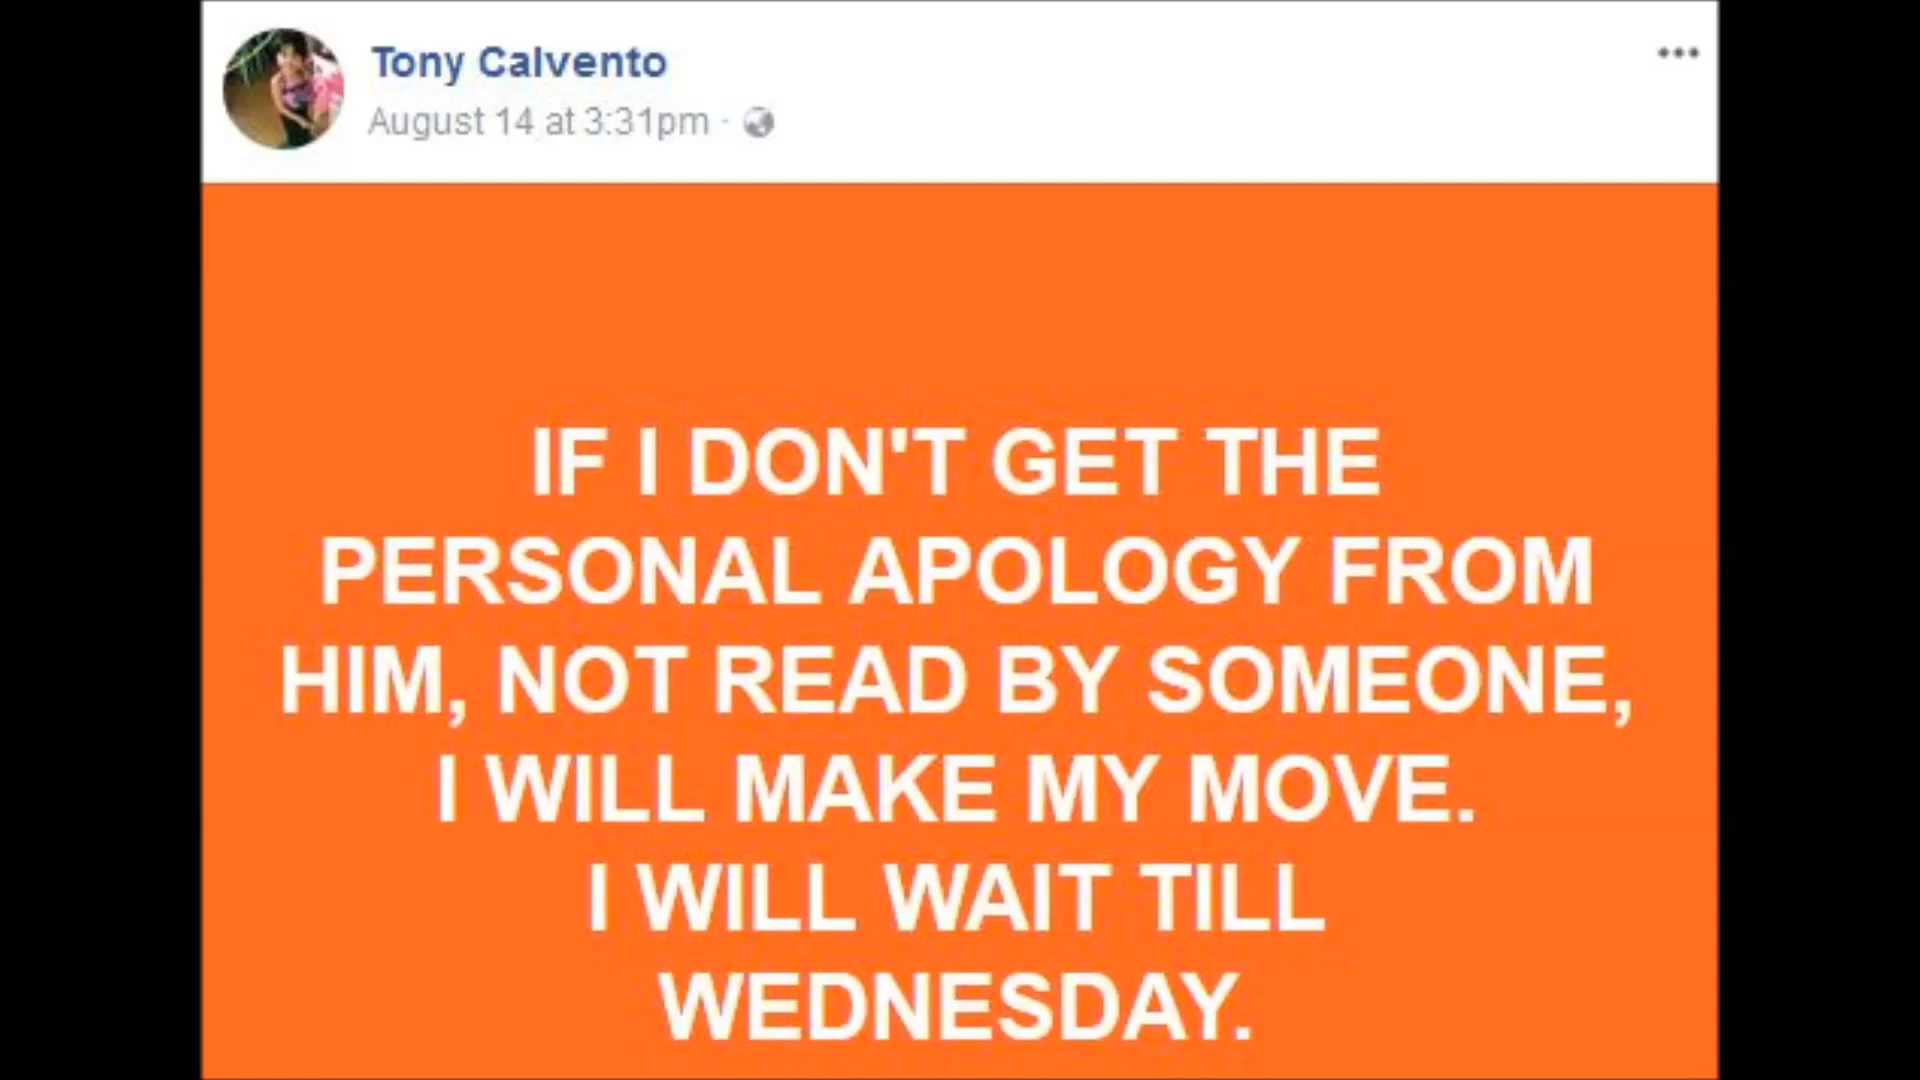 Tony Calvento
August 14 at 3:31pm ·
IF I DON'T GET THE
PERSONAL APOLOGY FROM
HIM, NOT READ BY SOMEONE,
I WILL MAKE MY MOVE.
I WILL WAIT TILL
WEDNESDAY.